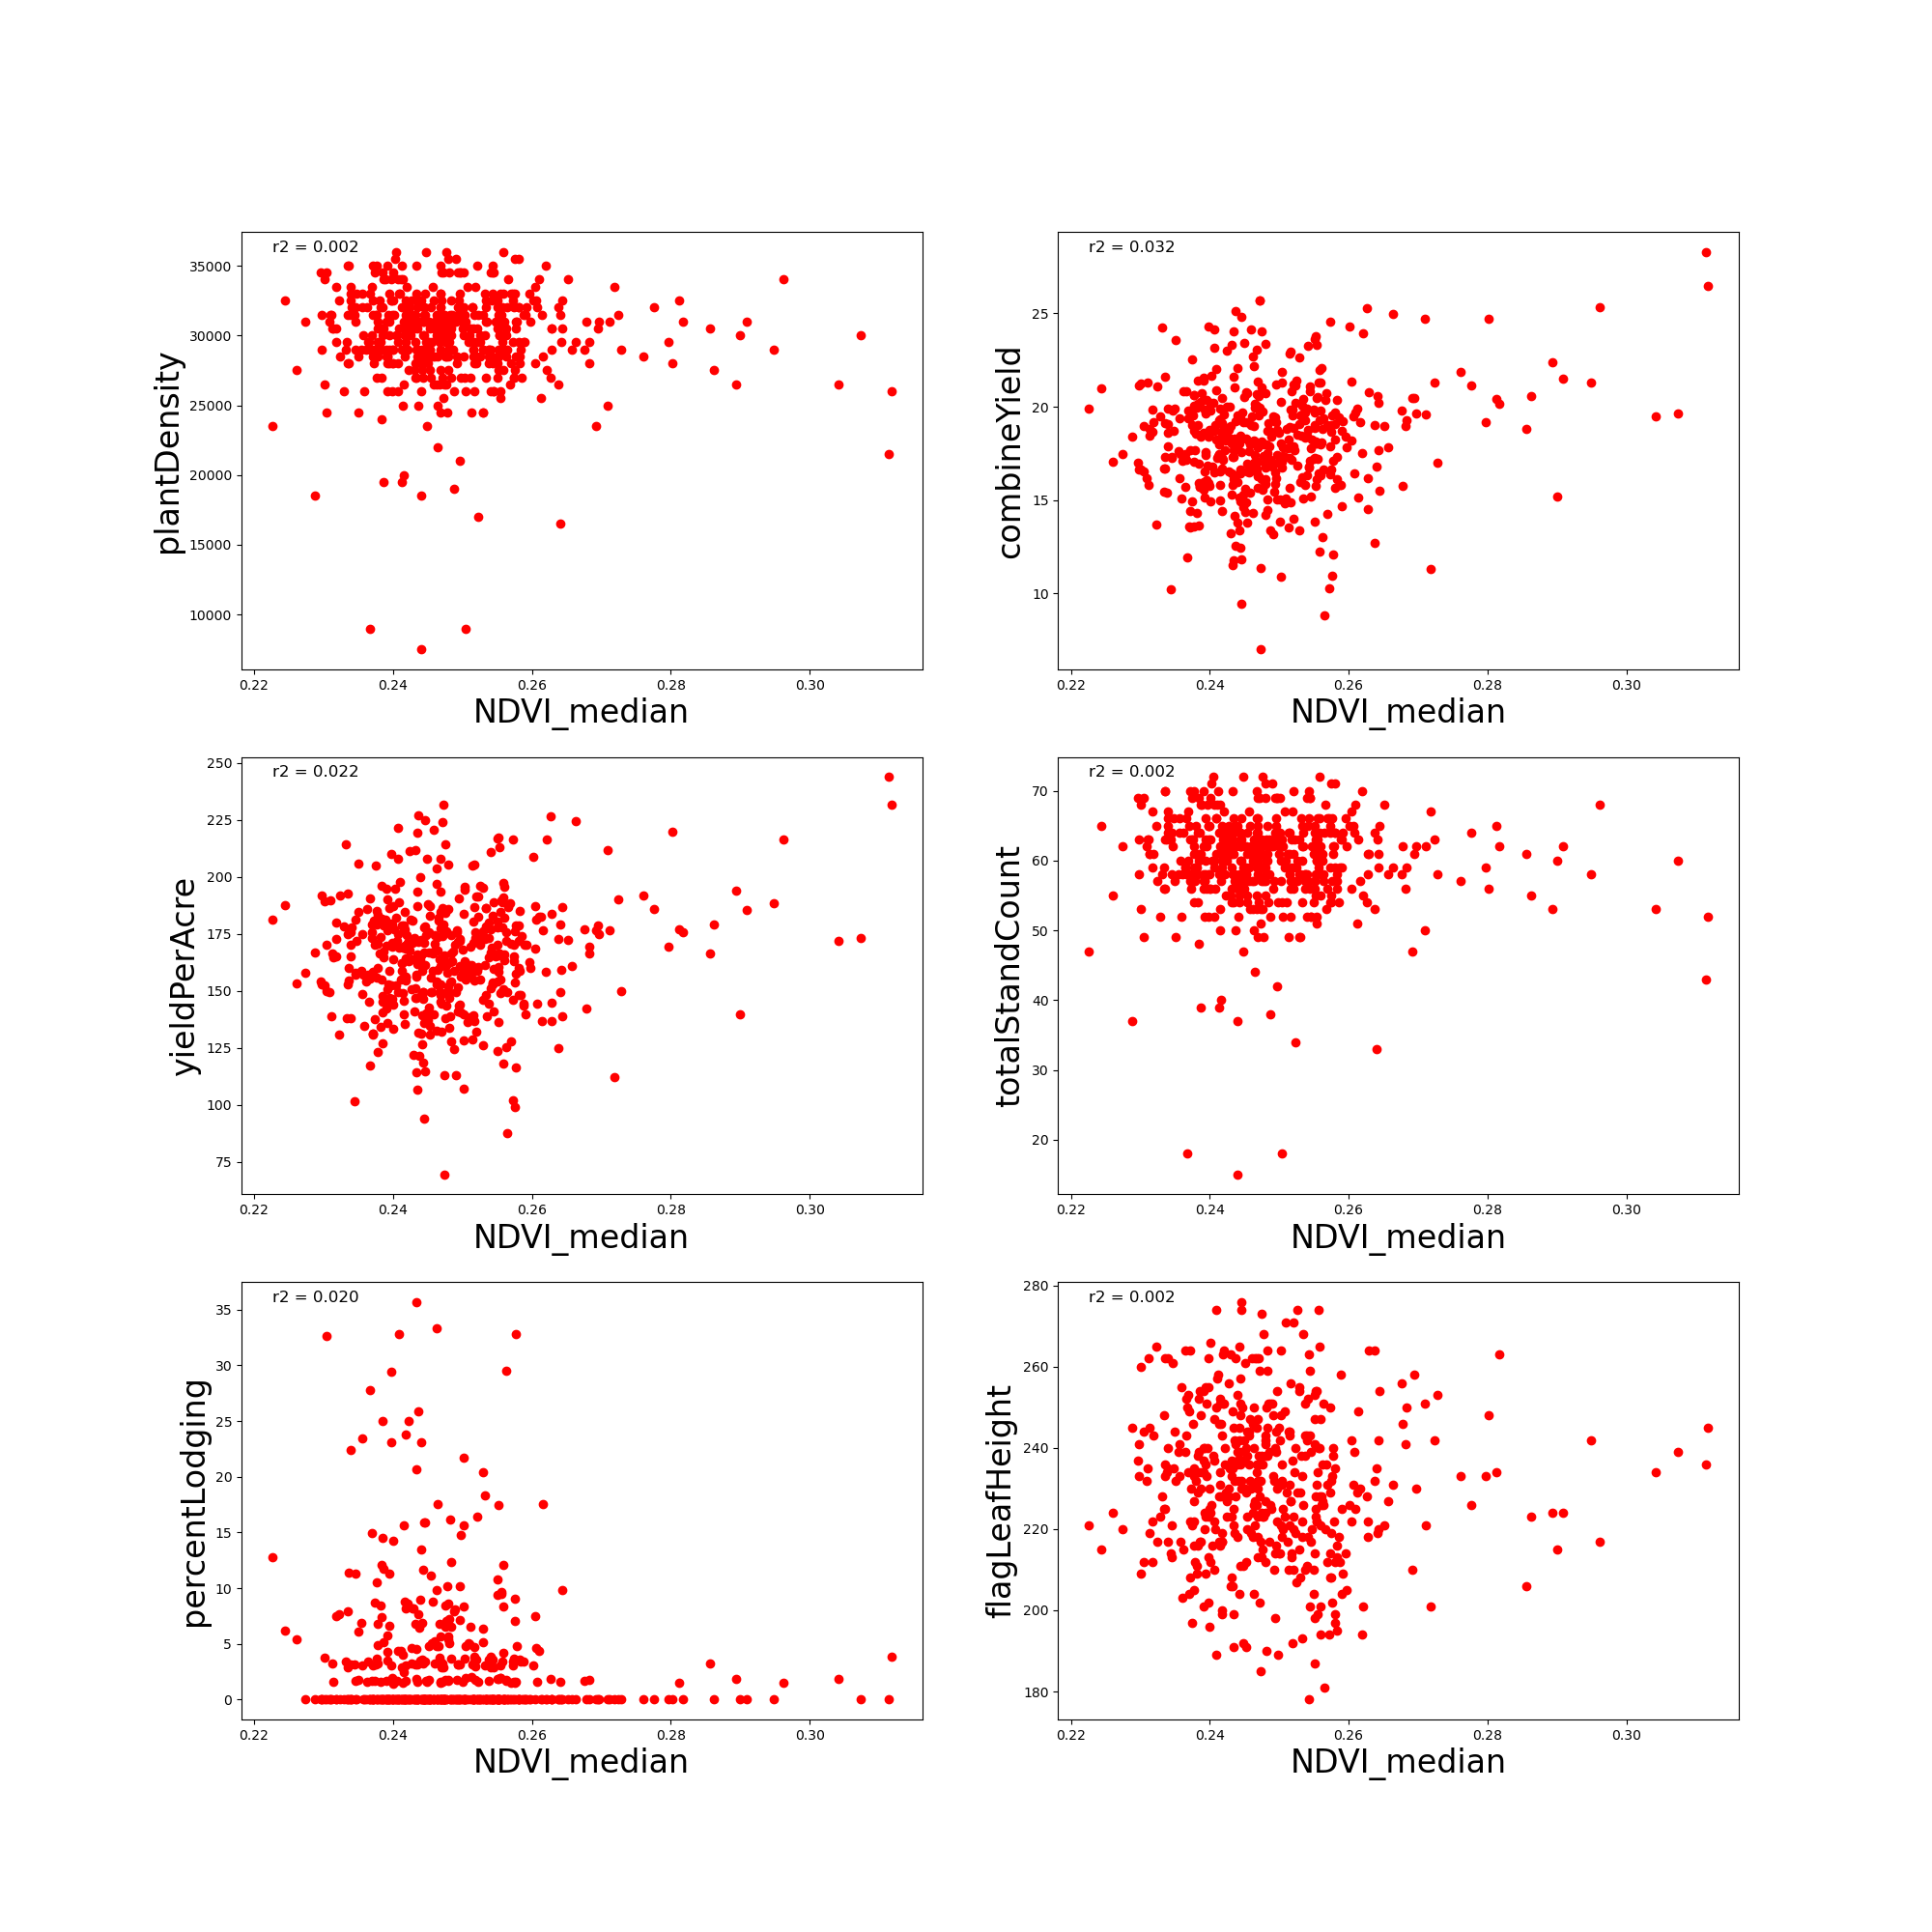 r2 = 0.002
plantDensity
35000
30000
25000
20000
15000
10000
0.22 0.24 0.26 0.28 0.30
NDVI_median
r2 = 0.032
combineYield
25
20
15
10
0.22 0.24 0.26 0.28 0.30
NDVI_median
r2 = 0.022
yieldPerAcre
250
225
200
175
150
125
100
75
0.22 0.24 0.26 0.28 0.30
NDVI_median
r2 = 0.002
totalStandCount
70
60
50
40
30
20
0.22 0.24 0.26 0.28 0.30
NDVI_median
r2 = 0.020
percentLodging
35
30
25
20
15
10
5
0
0.22 0.24 0.26 0.28 0.30
NDVI_median
r2 = 0.002
flagLeafHeight
280
260
240
220
200
180
0.22 0.24 0.26 0.28 0.30
NDVI_median